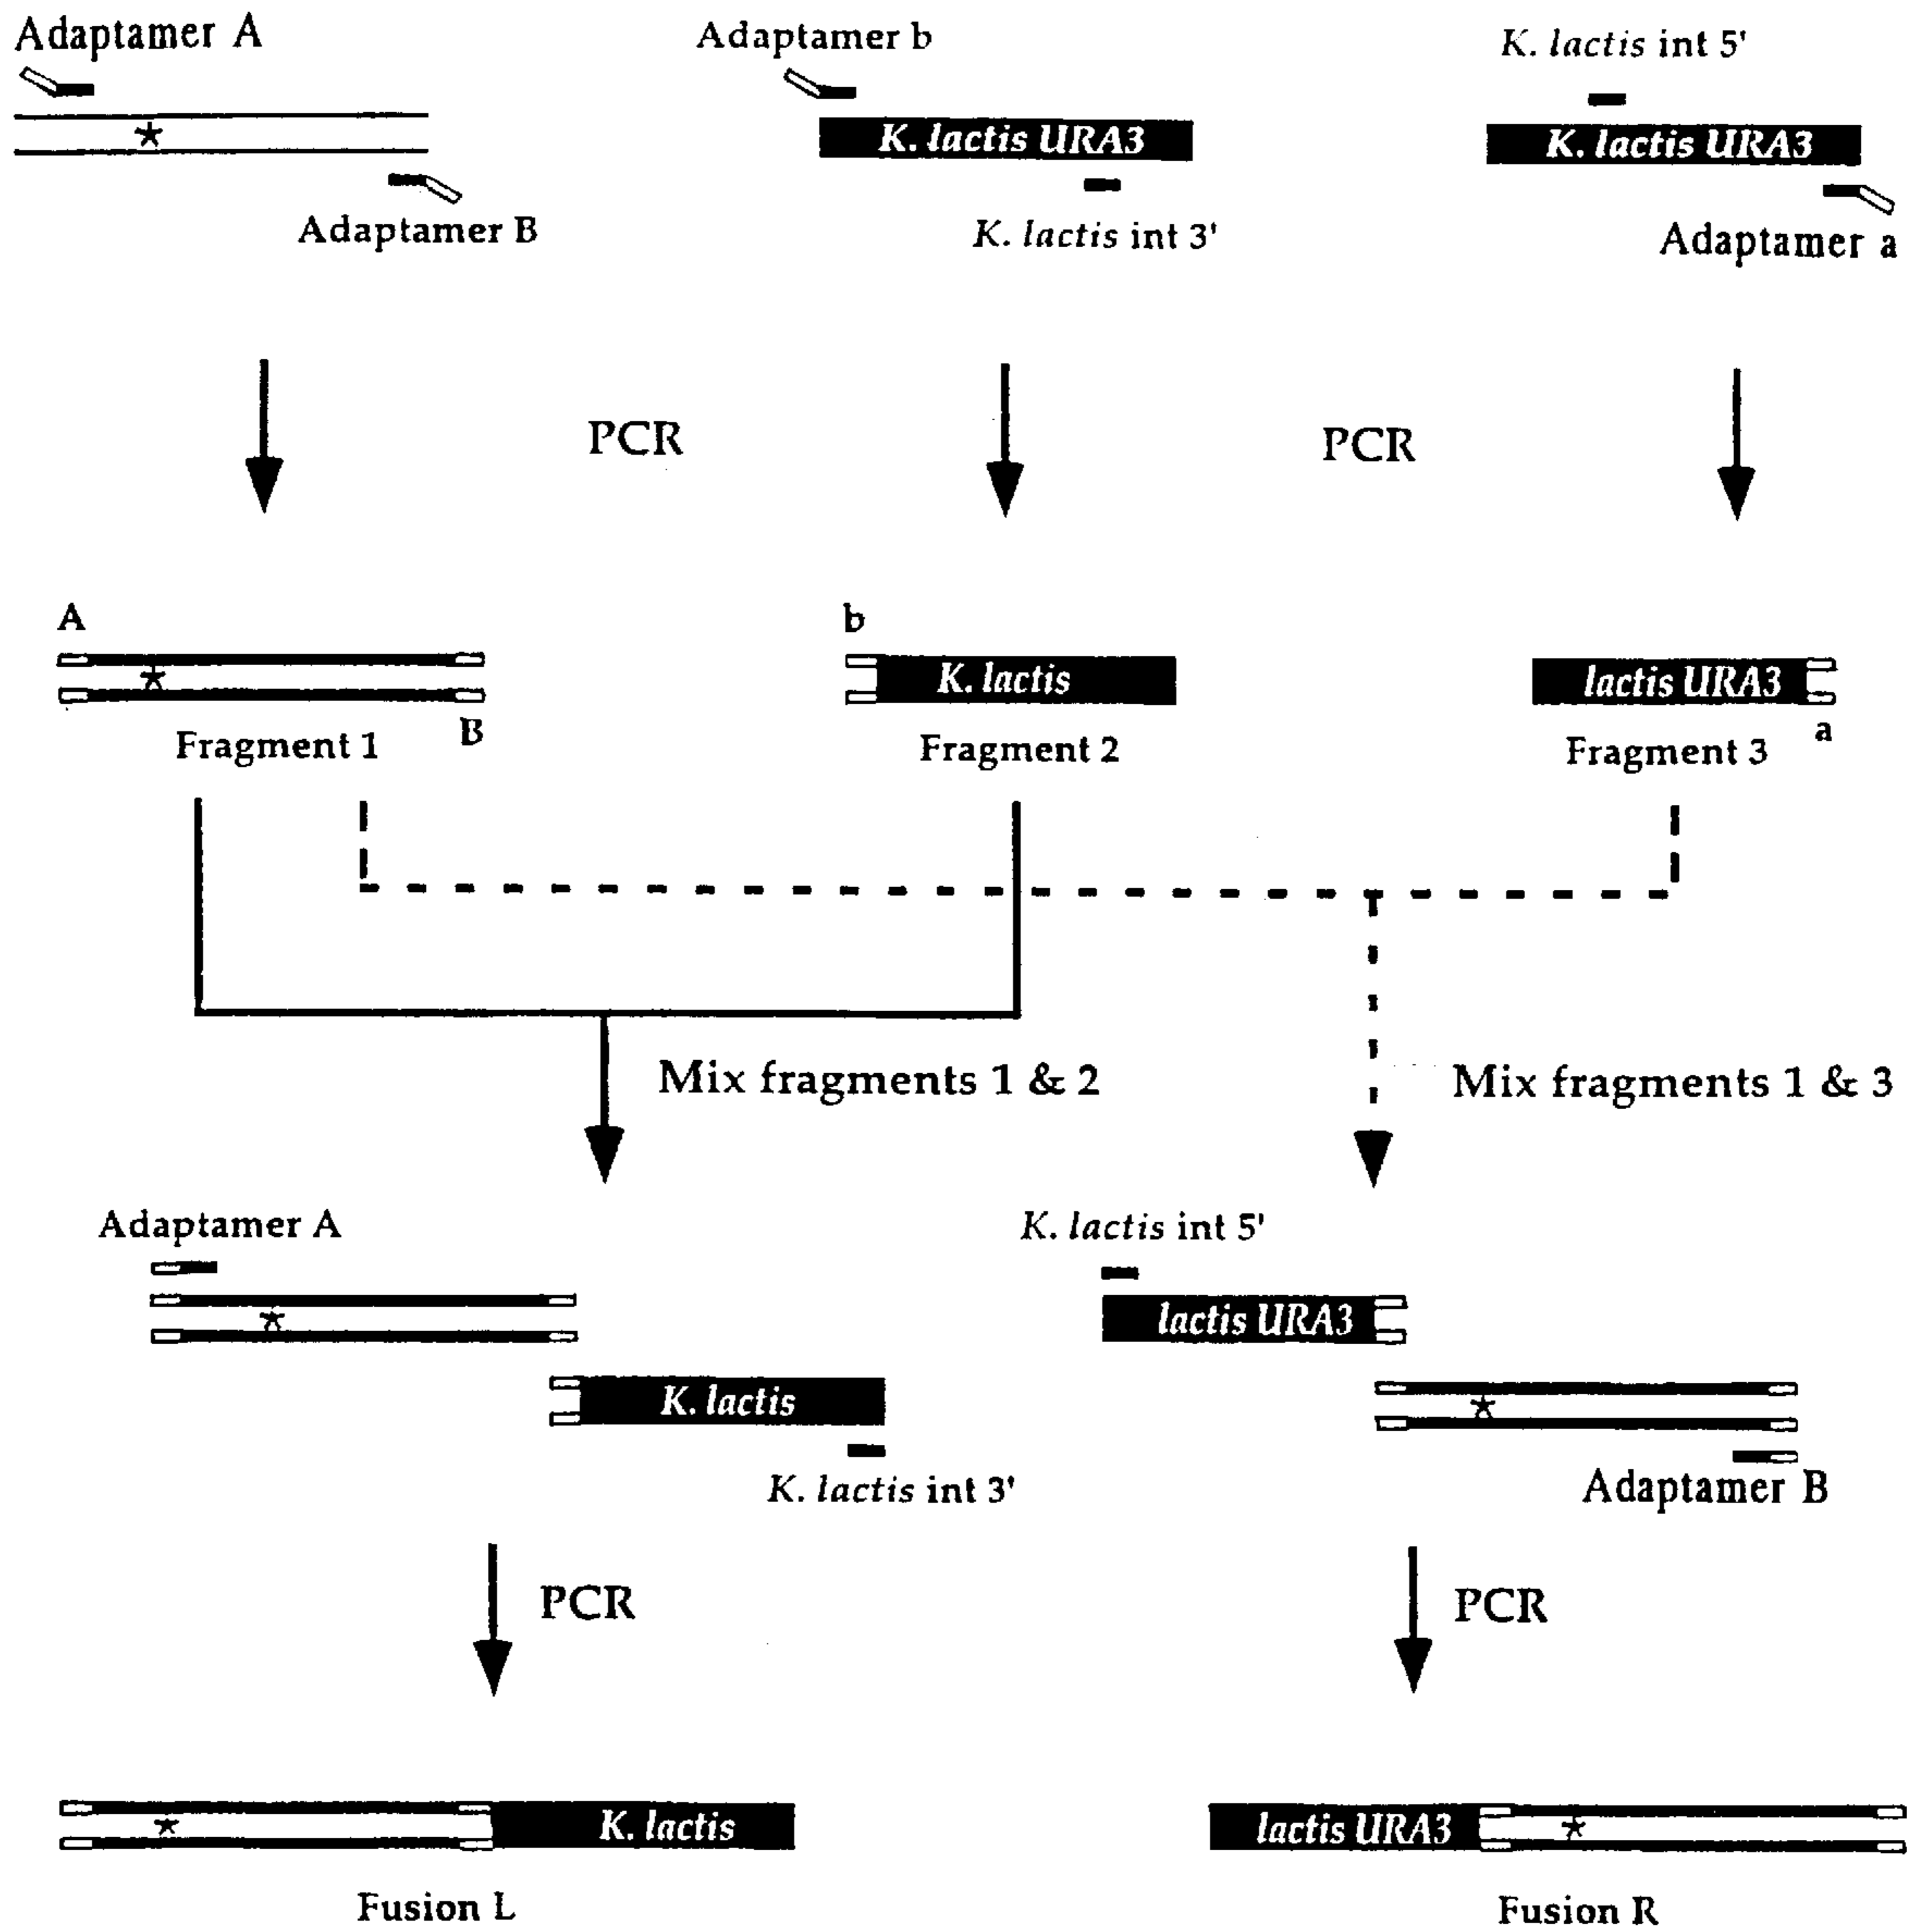 Adaptamer A
Adaptamer b
K. lactis int 5'
K. lactis URA3
K. lactis URA3
Adaptamer B
K. lactis int 3'
Adaptamer a
PCR
PCR
A
b
K. lactis
lactis URA3
B
a
Fragment 1
Fragment 2
Fragment 3
Mix fragments 1 & 2
Mix fragments 1 & 3
Adaptamer A
K. lactis int 5'
lactis URA3
K. lactis
K. lactis int 3'
Adaptamer B
PCR
PCR
K. lactis
lactis URA3
Fusion L
Fusion R